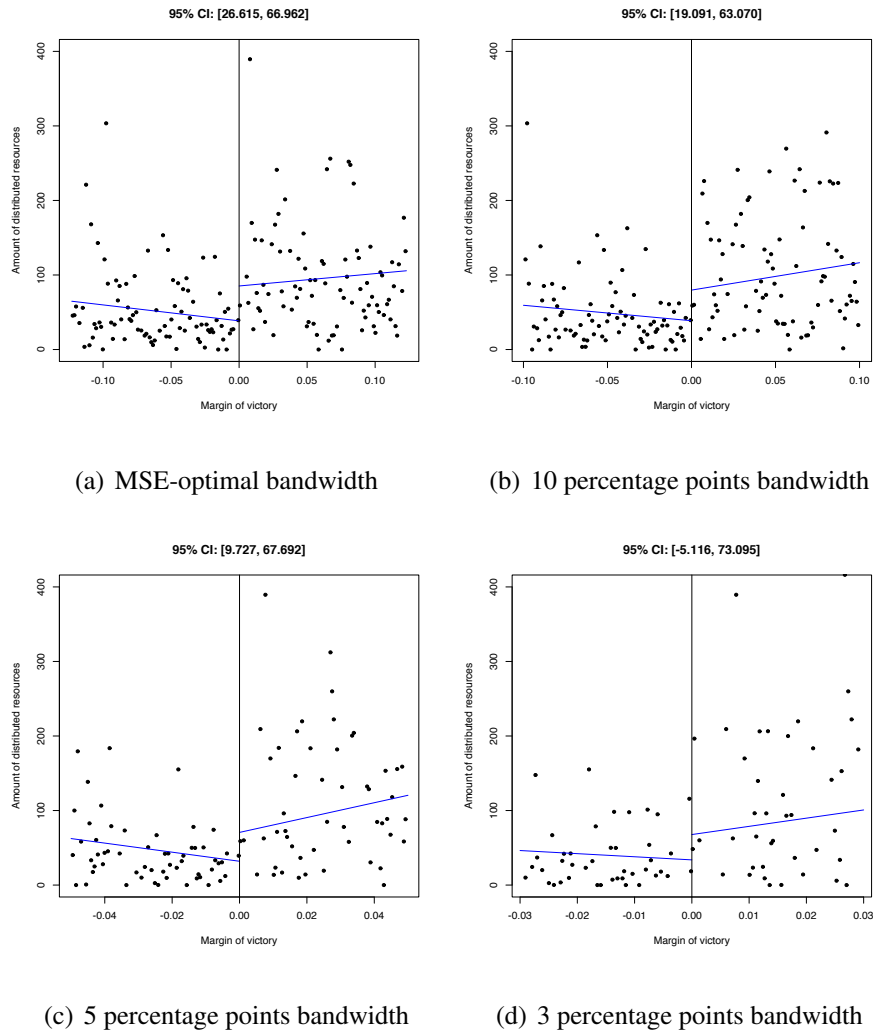 95% CI: [26.615, 66.962]
Amount of distributed resources
400
300
200
100
0
-0.10 -0.05 0.00 0.05 0.10
Margin of victory
(a) MSE-optimal bandwidth
95% CI: [19.091, 63.070]
Amount of distributed resources
400
300
200
100
0
-0.10 -0.05 0.00 0.05 0.10
Margin of victory
(b) 10 percentage points bandwidth
95% CI: [9.727, 67.692]
Amount of distributed resources
400
300
200
100
0
-0.04 -0.02 0.00 0.02 0.04
Margin of victory
(c) 5 percentage points bandwidth
95% CI: [-5.116, 73.095]
Amount of distributed resources
400
300
200
100
0
-0.03 -0.02 -0.01 0.00 0.01 0.02 0.03
Margin of victory
(d) 3 percentage points bandwidth